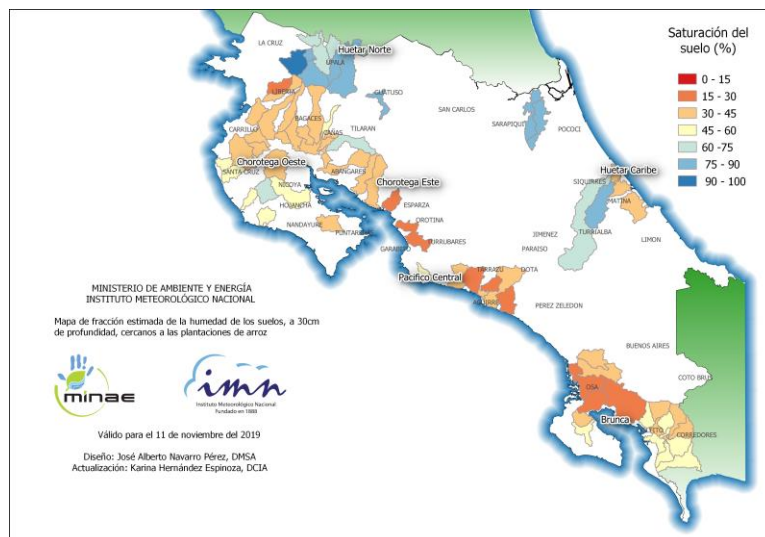 LA CRUZ
Huetar Norte
UPALA
GUATUSO
LIBERIA
SAN CARLOS
BAGACES
CARRILLO
CAÑAS
TILARAN
SARAPIQUI
POCOCI
SANTA CRUZ
Chorotega Oeste
ABANGARES
Huetar Caribe
SIQUIRRES
NICOYA
Chorotega Este
HOJANCHA
ESPARZA
MATINA
NANDAYURE
PUNTARENAS
OROTINA
TURRUBARES
GARABITO
JIMENEZ
TURRIALBA
LIMON
PARAISO
Pacifico Central
TARRAZU
DOTA
AGUIRRE
PEREZ ZELEDON
BUENOS AIRES
COTO BRUS
OSA
Brunca
GOLFITO
CORREDORES
Saturación del
suelo (%)
0 - 15
15 - 30
30 - 45
45 - 60
60 -75
75 - 90
90 - 100
MINISTERIO DE AMBIENTE Y ENERGÍA
INSTITUTO METEOROLÓGICO NACIONAL
Mapa de fracción estimada de la humedad de los suelos, a 30cm
de profundidad, cercanos a las plantaciones de arroz
minae
imn
Instituto Meteorológico Nacional
Fundado en 1888
Válido para el 11 de noviembre del 2019
Diseño: José Alberto Navarro Pérez, DMSA
Actualización: Karina Hernández Espinoza, DCIA